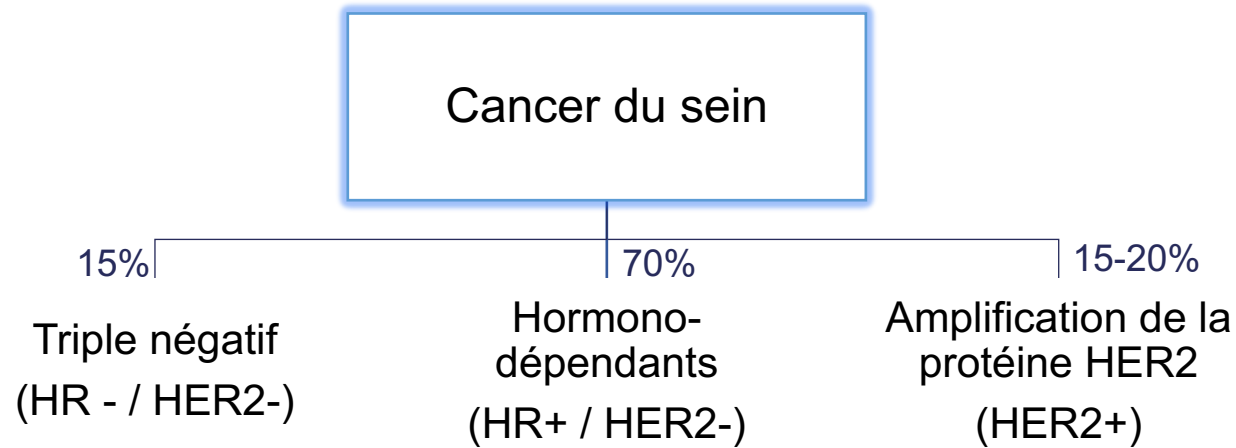 Cancer du sein
15%
70%
15-20%
Triple négatif
(HR - / HER2-)
Hormono-
dépendants
(HR+ / HER2-)
Amplification de la
protéine HER2
(HER2+)